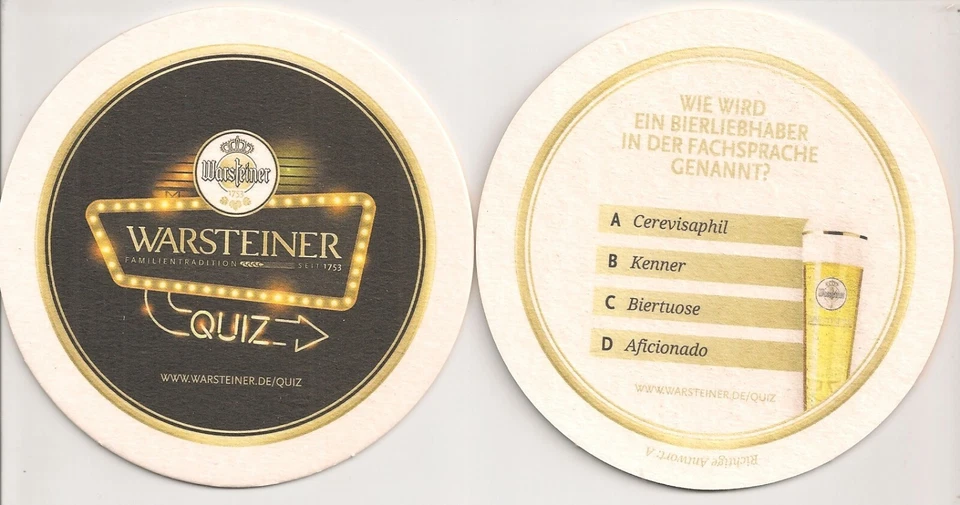 Warsteiner
1753
WARSTEINER
FAMILIENTRADITION SEIT 1753
QUIZ
WWW.WARSTEINER.DE/QUIZ
WIE WIRD
EIN BIERLIEBHABER
IN DER FACHSPRACHE
GENANNT?
A Cerevisaphil
B Kenner
C Biertuose
D Aficionado
Warsteiner
WWW.WARSTEINER.DE/QUIZ
Richtige Antwort: A